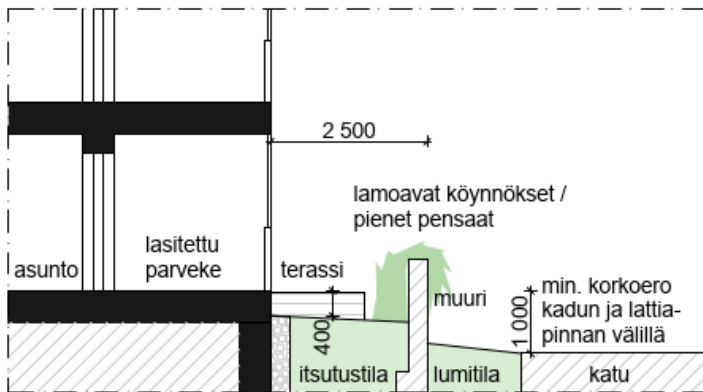 2 500
lamoavat köynnökset /
pienet pensaat
asunto
lasitettu
parveke
terassi
muuri
min. korkoero
kadun ja lattia-
pinnan välillä
1 000
400
itsutustila
lumitila
katu